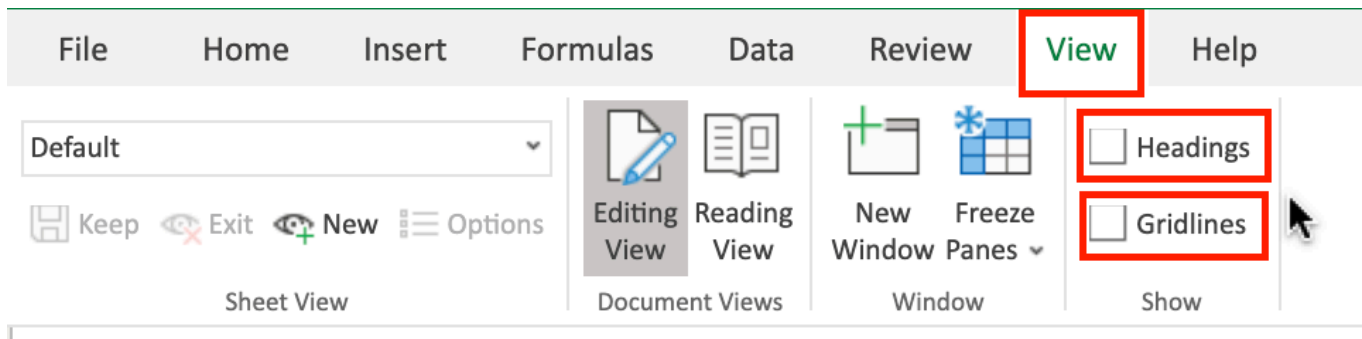 File Home Insert Formulas Data Review View Help
Default
Headings
Keep Exit New Options
Editing View
Reading View
New Window
Freeze Panes
Gridlines
Sheet View
Document Views
Window
Show